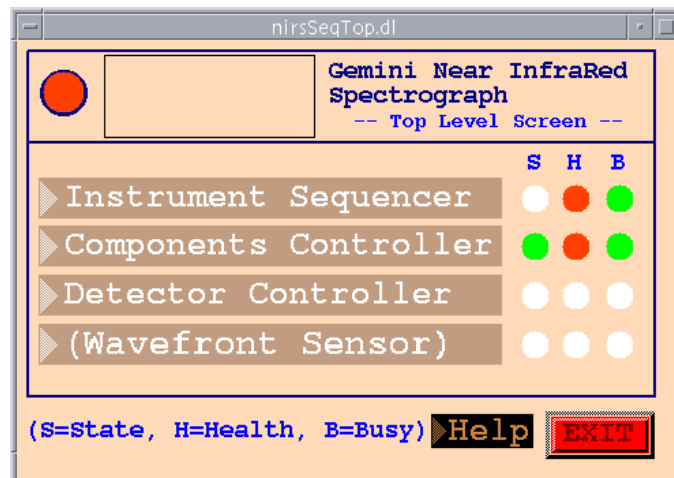 nirsSeqTop.dl
Gemini Near InfraRed
Spectrograph
-- Top Level Screen --
S H B
Instrument Sequencer
Components Controller
Detector Controller
(Wavefront Sensor)
(S=State, H=Health, B=Busy) Help EXIT